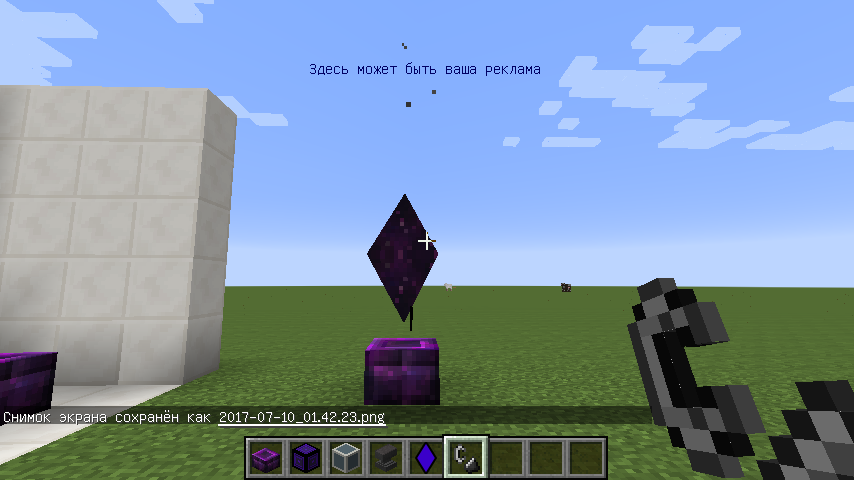 Здесь может быть ваша реклама
Снимок экрана сохранён как 2017-07-10_01.42.23.png